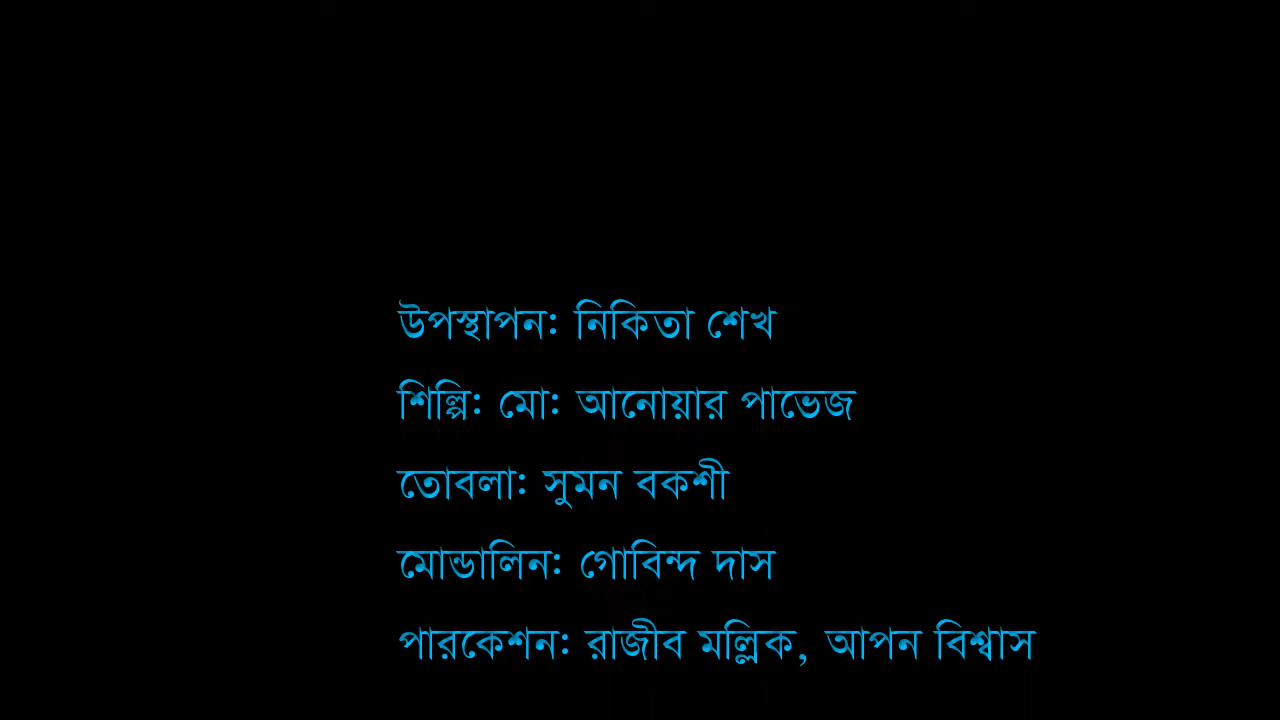 উপস্থাপন: নিকিতা শেখ
শিল্পি: মো: আনোয়ার পাভেজ
তোবলা: সুমন বকশী
মোন্ডালিন: গোবিন্দ দাস
পারকেশন: রাজীব মল্লিক, আপন বিশ্বাস